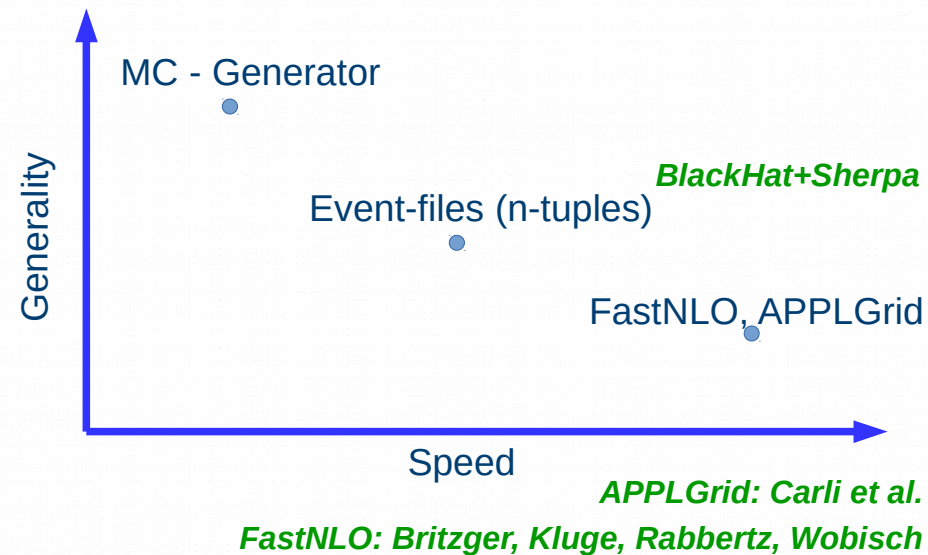 MC - Generator
BlackHat+Sherpa
Event-files (n-tuples)
Generality
FastNLO, APPLGrid
Speed
APPLGrid: Carli et al.
FastNLO: Britzger, Kluge, Rabbertz, Wobisch